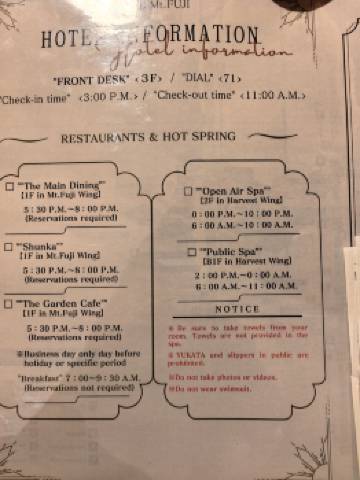 Mt.FUJI
HOTEL INFORMATION
Hotel information
"FRONT DESK" <3F> / "DIAL" <71>
"Check-in time" <3:00 P.M.> / "Check-out time" <11:00 A.M.>
RESTAURANTS & HOT SPRING
□ ""The Main Dining""
[1F in Mt.Fuji Wing]
5:30 P.M.~8:00 P.M.
(Reservations required)
□ ""Shunka""
[1F in Mt.Fuji Wing]
5:30 P.M.~8:00 P.M.
(Reservations required)
□ ""The Garden Cafe""
[1F in Mt.Fuji Wing]
5:30 P.M.~8:00 P.M.
(Reservations required)
※Business day only day before
holiday or specific period
"Breakfast" 7:00~9:30 A.M.
(Reservations not required)
□ ""Open Air Spa""
[2F in Harvest Wing]
0:00 P.M.~10:00 P.M.
6:00 A.M.~10:00 A.M.
□ ""Public Spa""
[B1F in Harvest Wing]
2:00 P.M.~0:00 A.M.
6:00 A.M.~11:00 A.M.
NOTICE
※Be sure to take towels from your
room. Towels are not provided in the
spa.
※YUKATA and slippers in public are
prohibited.
※Do not take photos or videos.
※Do not wear swimsuit.